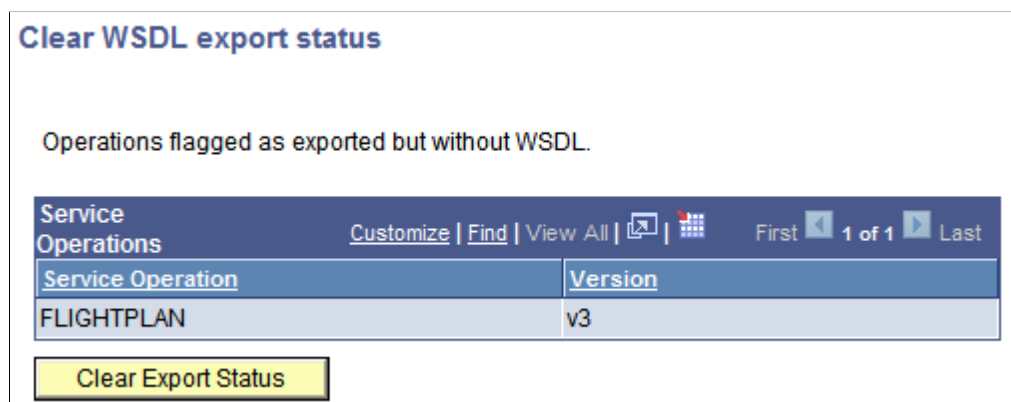 Clear WSDL export status
Operations flagged as exported but without WSDL.
Service
Operations
Customize | Find | View All | | First 1 of 1 Last
Service Operation Version
FLIGHTPLAN v3
Clear Export Status